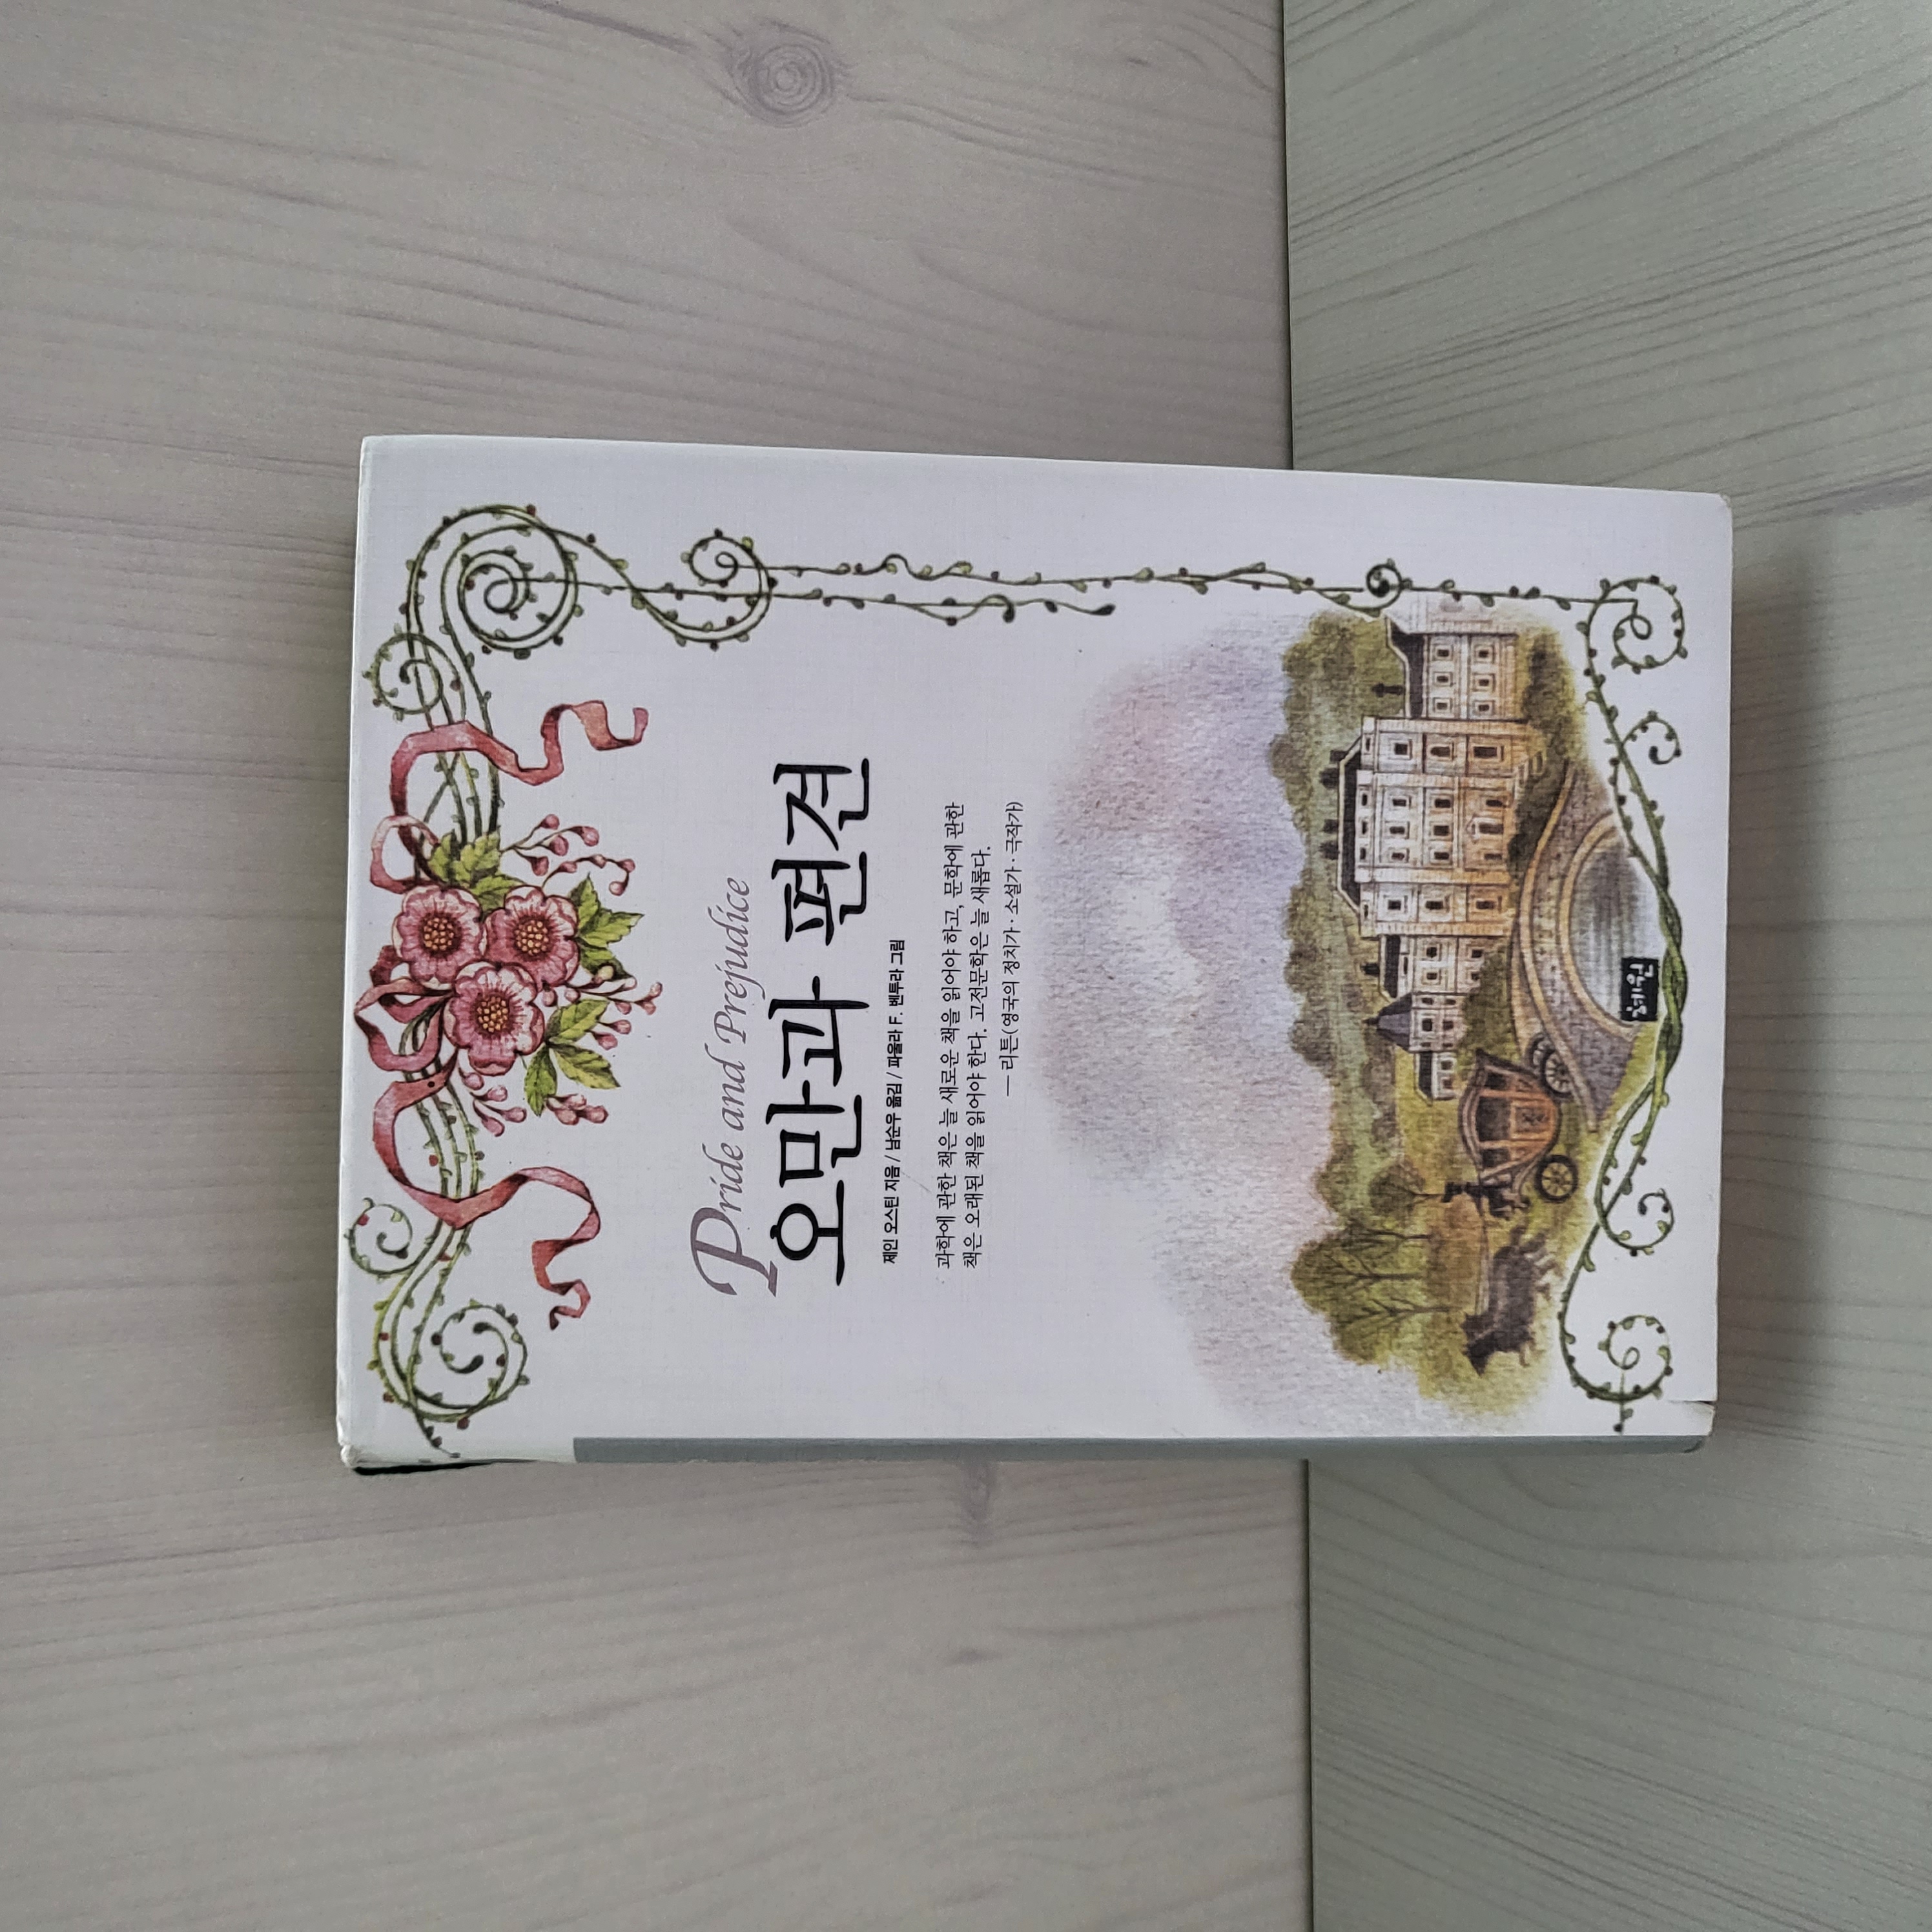 Pride and Prejudice
오만과 편견
제인 오스틴 지음 / 남순우 옮김 / 파울라 F. 벤투라 그림
과학에 관한 책은 늘 새로운 책을 읽어야 하고, 문학에 관한
책은 오래된 책을 읽어야 한다. 고전문학은 늘 새롭다.
— 리튼(영국의 정치가 · 소설가 · 극작가)
혜원